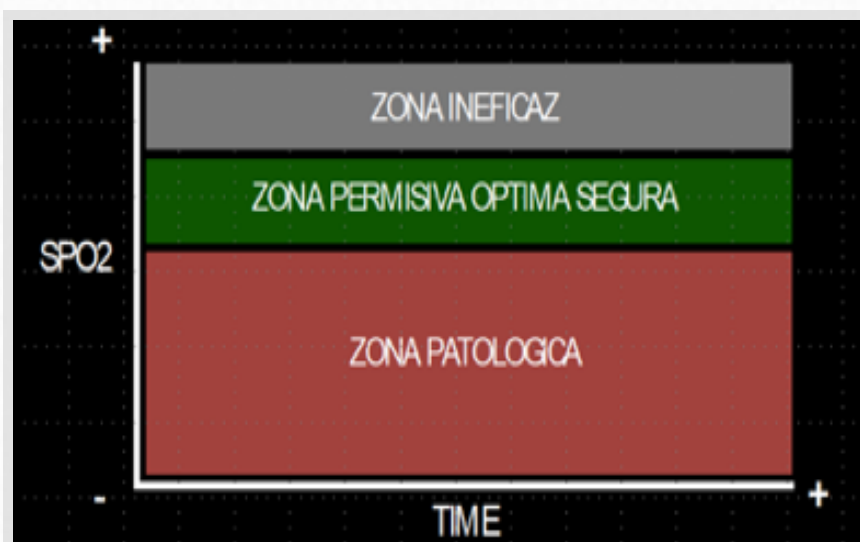 +
ZONA INEFICAZ
ZONA PERMISIVA OPTIMA SEGURA
SPO2
ZONA PATOLOGICA
-
+
TIME